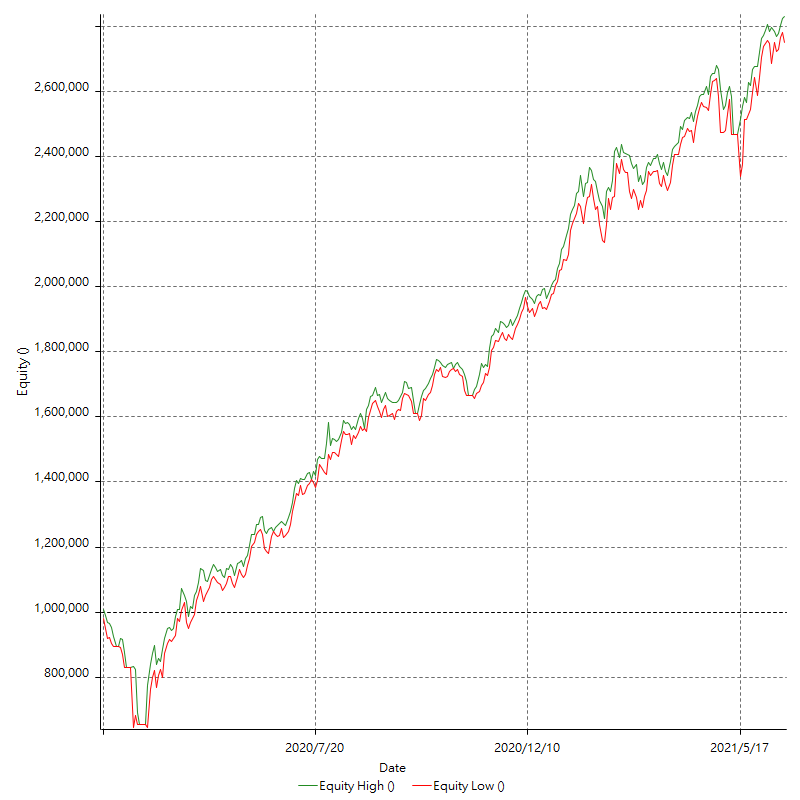 2,600,000
2,400,000
2,200,000
2,000,000
1,800,000
Equity ()
1,600,000
1,400,000
1,200,000
1,000,000
800,000
2020/7/20 2020/12/10 2021/5/17
Date
Equity High () Equity Low ()